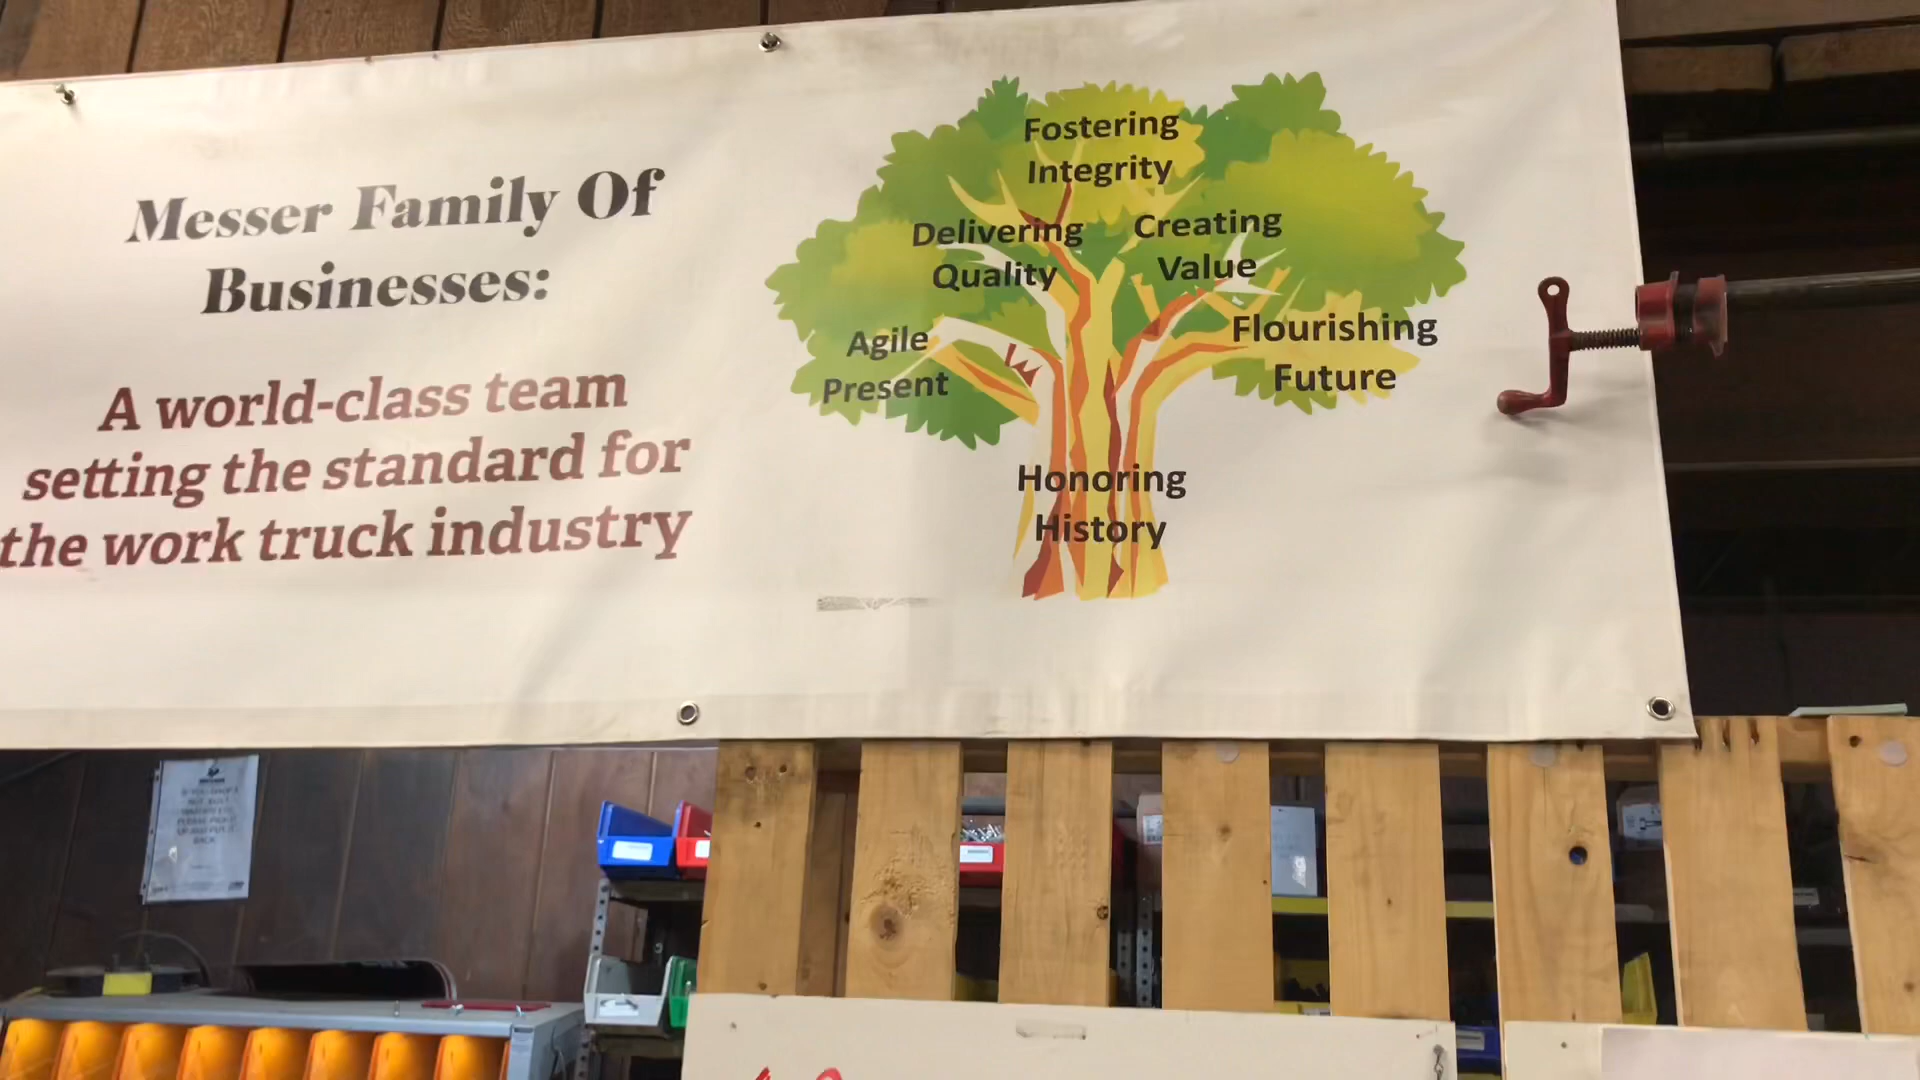 Messer Family Of
Businesses:
A world-class team
setting the standard for
the work truck industry
Fostering
Integrity
Delivering
Quality
Creating
Value
Agile
Present
Flourishing
Future
Honoring
History
BACK